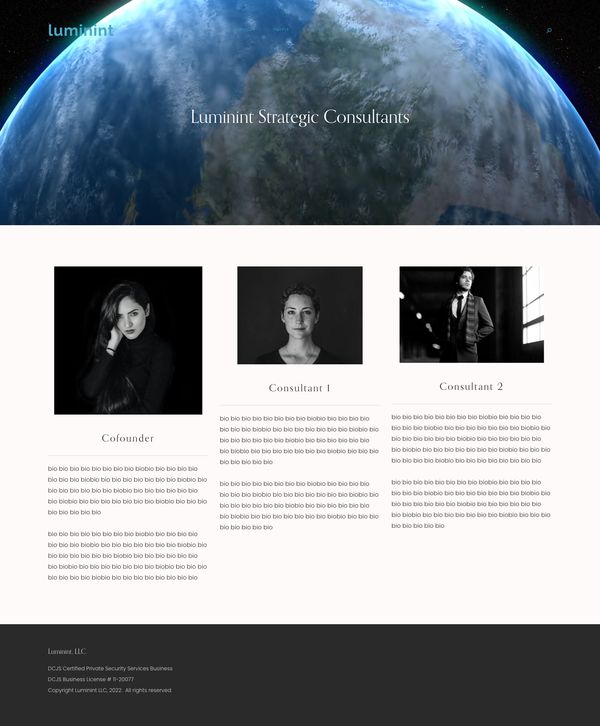 luminint
Luminint Strategic Consultants
Cofounder
bio bio bio bio bio bio bio bio biobio bio bio bio bio
bio bio bio biobio bio bio bio bio bio bio bio biobio bio
bio bio bio bio bio bio biobio bio bio bio bio bio bio
bio biobio bio bio bio bio bio bio bio biobio bio bio bio
bio bio bio bio bio
bio bio bio bio bio bio bio bio biobio bio bio bio bio
bio bio bio biobio bio bio bio bio bio bio bio biobio bio
bio bio bio bio bio bio biobio bio bio bio bio bio bio
bio biobio bio bio bio bio bio bio bio biobio bio bio bio
bio bio bio bio biobio bio bio bio bio bio bio bio bio
Consultant 1
bio bio bio bio bio bio bio bio biobio bio bio bio bio
bio bio bio biobio bio bio bio bio bio bio bio biobio bio
bio bio bio bio bio bio biobio bio bio bio bio bio bio
bio biobio bio bio bio bio bio bio bio biobio bio bio bio
bio bio bio bio bio
bio bio bio bio bio bio bio bio biobio bio bio bio bio
bio bio bio biobio bio bio bio bio bio bio bio biobio bio
bio bio bio bio bio bio biobio bio bio bio bio bio bio
bio biobio bio bio bio bio bio bio bio biobio bio bio bio
bio bio bio bio bio
Consultant 2
bio bio bio bio bio bio bio bio biobio bio bio bio bio
bio bio bio biobio bio bio bio bio bio bio bio biobio bio
bio bio bio bio bio bio biobio bio bio bio bio bio bio
bio biobio bio bio bio bio bio bio bio biobio bio bio bio
bio bio bio bio bio bio bio bio bio bio bio bio bio bio
bio bio bio bio bio bio bio bio biobio bio bio bio bio
bio bio bio biobio bio bio bio bio bio bio bio biobio bio
bio bio bio bio bio bio biobio bio bio bio bio bio bio
bio biobio bio bio bio bio bio bio bio biobio bio bio bio
bio bio bio bio bio
Luminint, LLC
DCJS Certified Private Security Services Business
DCJS Business License # 11-20077
Copyright Luminint LLC, 2022. All rights reserved.